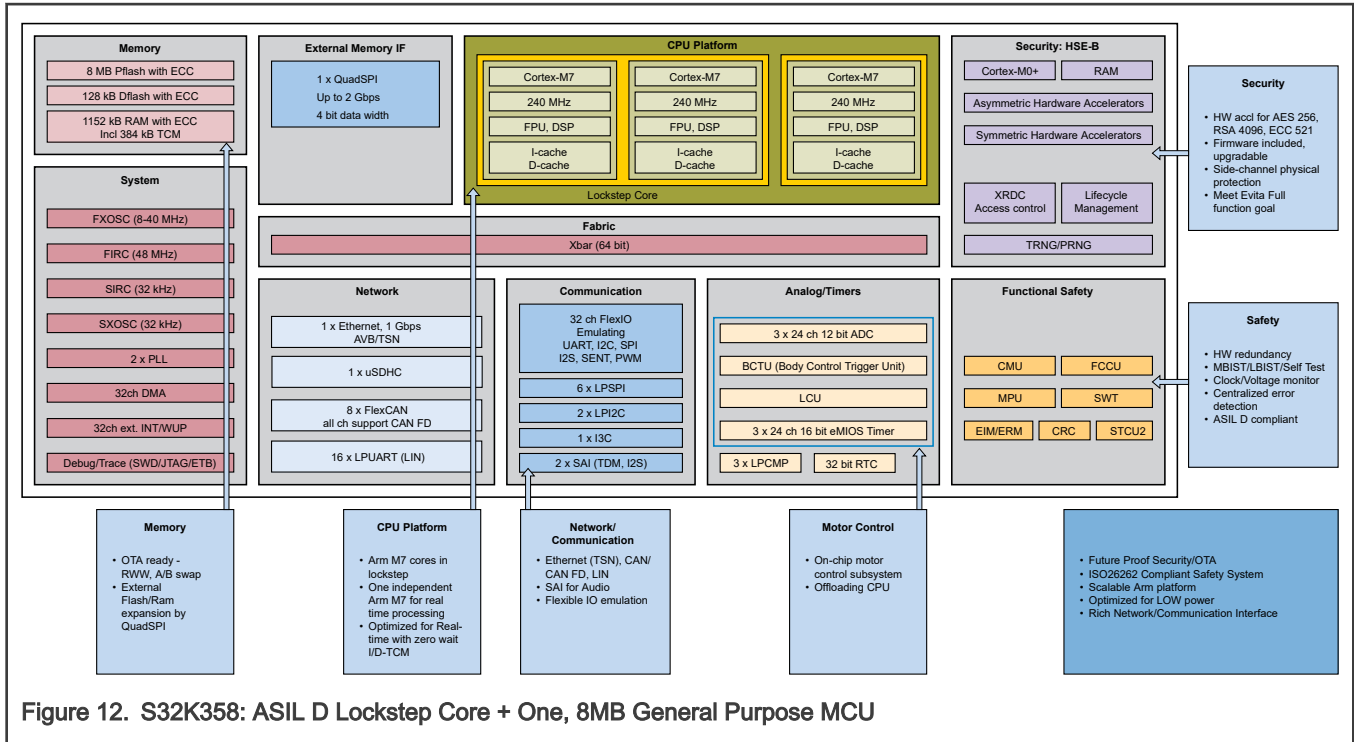 Memory
8 MB Pflash with ECC
128 kB Dflash with ECC
1152 kB RAM with ECC
Incl 384 kB TCM
System
FXOSC (8-40 MHz)
FIRC (48 MHz)
SIRC (32 kHz)
SXOSC (32 kHz)
2 x PLL
32ch DMA
32ch ext. INT/WUP
Debug/Trace (SWD/JTAG/ETB)
External Memory IF
1 x QuadSPI
Up to 2 Gbps
4 bit data width
CPU Platform
Cortex-M7
240 MHz
FPU, DSP
I-cache
D-cache
Cortex-M7
240 MHz
FPU, DSP
I-cache
D-cache
Cortex-M7
240 MHz
FPU, DSP
I-cache
D-cache
Lockstep Core
Fabric
Xbar (64 bit)
Security: HSE-B
Cortex-M0+
RAM
Asymmetric Hardware Accelerators
Symmetric Hardware Accelerators
XRDC
Access control
Lifecycle
Management
TRNG/PRNG
Network
1 x Ethernet, 1 Gbps
AVB/TSN
1 x uSDHC
8 x FlexCAN
all ch support CAN FD
16 x LPUART (LIN)
Communication
32 ch FlexIO
Emulating
UART, I2C, SPI
I2S, SENT, PWM
6 x LPSPI
2 x LPI2C
1 x I3C
2 x SAI (TDM, I2S)
Analog/Timers
3 x 24 ch 12 bit ADC
BCTU (Body Control Trigger Unit)
LCU
3 x 24 ch 16 bit eMIOS Timer
3 x LPCMP
32 bit RTC
Functional Safety
CMU
FCCU
MPU
SWT
EIM/ERM
CRC
STCU2
Security
• HW accl for AES 256,
RSA 4096, ECC 521
• Firmware included,
upgradable
• Side-channel physical
protection
• Meet Evita Full
function goal
Safety
• HW redundancy
• MBIST/LBIST/Self Test
• Clock/Voltage monitor
• Centralized error
detection
• ASIL D compliant
Memory
• OTA ready -
RWW, A/B swap
• External
Flash/Ram
expansion by
QuadSPI
CPU Platform
• Arm M7 cores in
lockstep
• One independent
Arm M7 for real
time processing
• Optimized for Real-
time with zero wait
I/D-TCM
Network/
Communication
• Ethernet (TSN), CAN/
CAN FD, LIN
• SAI for Audio
• Flexible IO emulation
Motor Control
• On-chip motor
control subsystem
• Offloading CPU
• Future Proof Security/OTA
• ISO26262 Compliant Safety System
• Scalable Arm platform
• Optimized for LOW power
• Rich Network/Communication Interface
Figure 12. S32K358: ASIL D Lockstep Core + One, 8MB General Purpose MCU